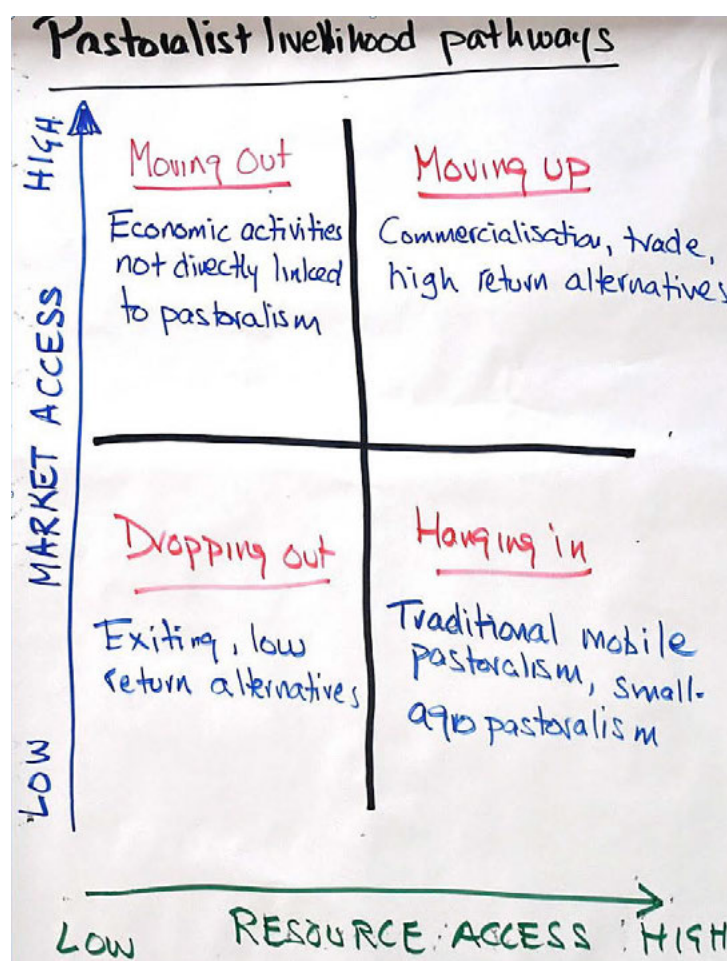 Pastoralist livelihood pathways
HIGH
MARKET ACCESS
LOW
Moving Out
Economic activities
not directly linked
to pastoralism
Moving up
Commercialisation, trade,
high return alternatives
Dropping out
Exiting, low
return alternatives
Hanging in
Traditional mobile
pastoralism, small-
agro pastoralism
LOW RESOURCE ACCESS HIGH